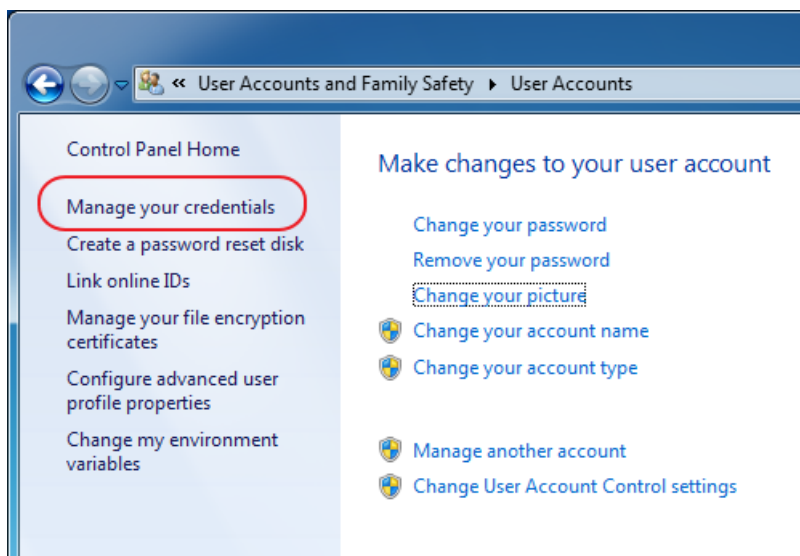 « User Accounts and Family Safety ▸ User Accounts
Control Panel Home
Manage your credentials
Create a password reset disk
Link online IDs
Manage your file encryption
certificates
Configure advanced user
profile properties
Change my environment
variables
Make changes to your user account
Change your password
Remove your password
Change your picture
Change your account name
Change your account type
Manage another account
Change User Account Control settings